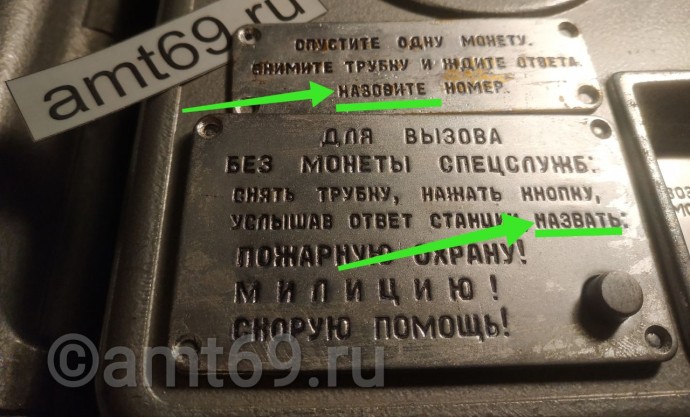 amt69.ru
ОПУСТИТЕ ОДНУ МОНЕТУ.
СНИМИТЕ ТРУБКУ И ЖДИТЕ ОТВЕТА
НАЗОВИТЕ НОМЕР.
ДЛЯ ВЫЗОВА
БЕЗ МОНЕТЫ СПЕЦСЛУЖБ:
СНЯТЬ ТРУБКУ, НАЖАТЬ КНОПКУ,
УСЛЫШАВ ОТВЕТ СТАНЦИИ НАЗВАТЬ:
ПОЖАРНУЮ ОХРАНУ!
МИЛИЦИЮ!
СКОРУЮ ПОМОЩЬ!
©amt69.ru